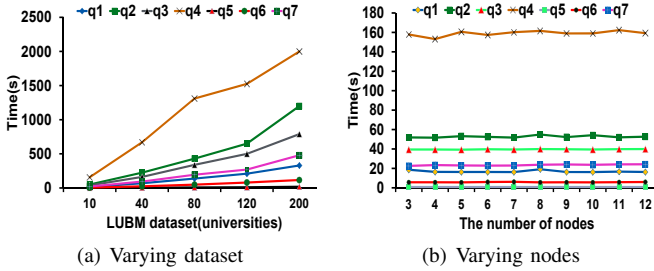 q1 q2 q3 q4 q5 q6 q7
2500
2000
1500
1000
500
0
Time(s)
10 40 80 120 200
LUBM dataset(universities)
(a) Varying dataset
q1 q2 q3 q4 q5 q6 q7
180
160
140
120
100
80
60
40
20
0
Time(s)
3 4 5 6 7 8 9 10 11 12
The number of nodes
(b) Varying nodes